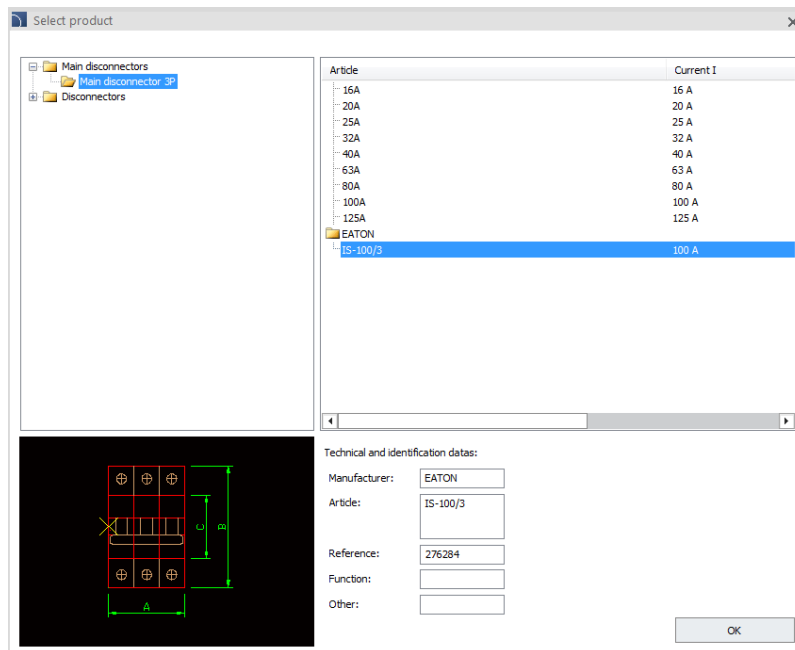 Select product
Main disconnectors
Main disconnector 3P
Disconnectors
Article Current I
16A 16 A
20A 20 A
25A 25 A
32A 32 A
40A 40 A
63A 63 A
80A 80 A
100A 100 A
125A 125 A
EATON
IS-100/3 100 A
C
B
A
Technical and identification datas:
Manufacturer: EATON
Article: IS-100/3
Reference: 276284
Function:
Other:
OK